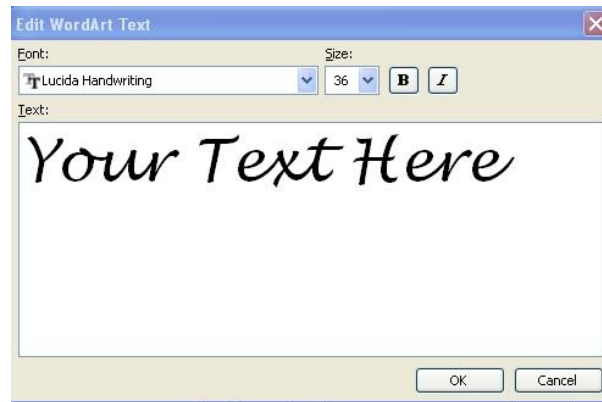 Edit WordArt Text
Font:
Size:
Lucida Handwriting
36
B
I
Text:
Your Text Here
OK
Cancel